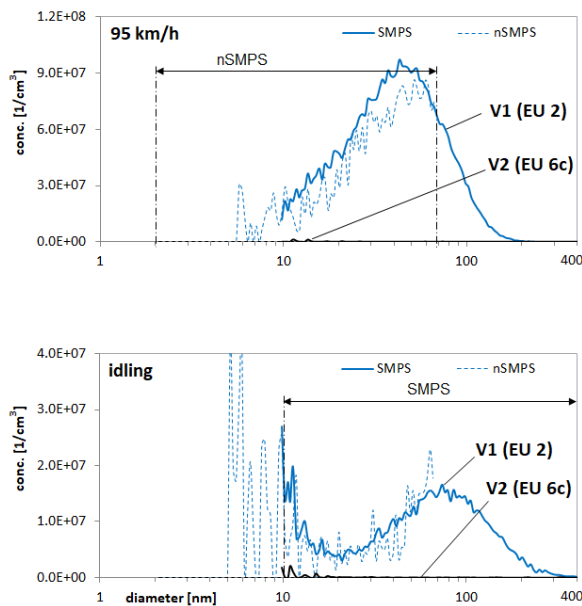 1.2E+08
95 km/h
SMPS
nSMPS
nSMPS
9.0E+07
6.0E+07
3.0E+07
0.0E+00
conc. [1/cm³]
V1 (EU 2)
V2 (EU 6c)
1
10
100
400
4.0E+07
idling
SMPS
nSMPS
SMPS
3.0E+07
2.0E+07
1.0E+07
0.0E+00
conc. [1/cm³]
V1 (EU 2)
V2 (EU 6c)
1
diameter [nm]
10
100
400